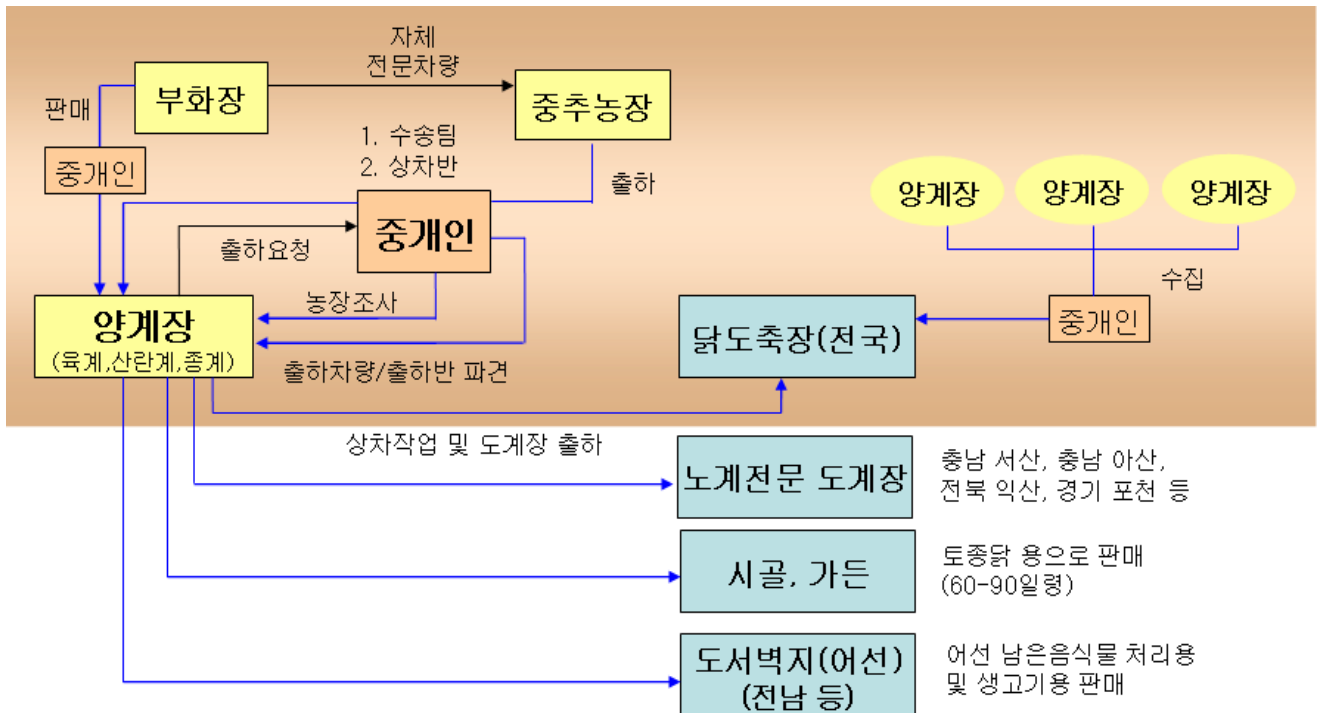 자체
전문차량
부화장
중추농장
판매
1. 수송팀
2. 상차반
중개인
출하
양계장
양계장
양계장
중개인
출하요청
수집
농장조사
양계장
(육계,산란계,종계)
닭도축장(전국)
중개인
출하차량/출하반 파견
상차작업 및 도계장 출하
노계전문 도계장
충남 서산, 충남 아산,
전북 익산, 경기 포천 등
시골, 가든
토종닭 용으로 판매
(60-90일령)
도서벽지(어선)
(전남 등)
어선 남은음식물 처리용
및 생고기용 판매